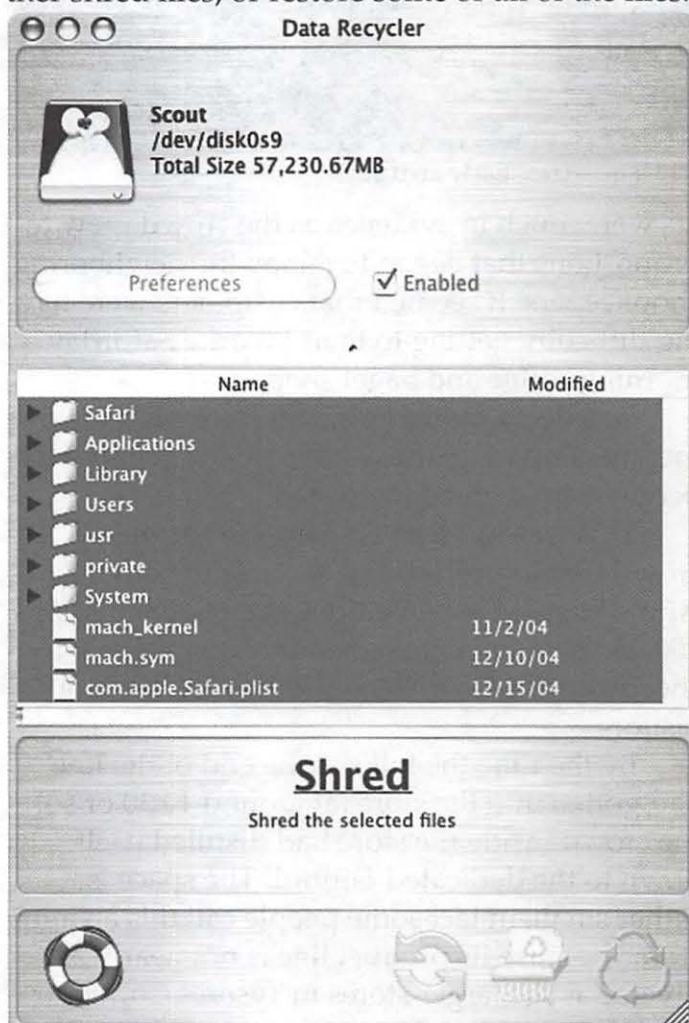 Data Recycler
Scout
/dev/disk0s9
Total Size 57,230.67MB
Preferences
Enabled
Name Modified
Safari
Applications
Library
Users
usr
private
System
mach_kernel 11/2/04
mach.sym 12/10/04
com.apple.Safari.plist 12/15/04
Shred
Shred the selected files